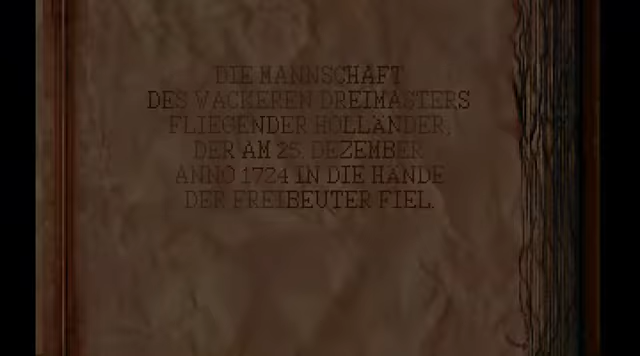 DIE MANNSCHAFT
DES WACKEREN DREIMASTERS
FLIEGENDER HOLLÄNDER,
DER AM 25. DEZEMBER
ANNO 1724 IN DIE HÄNDE
DER FREIBEUTER FIEL.